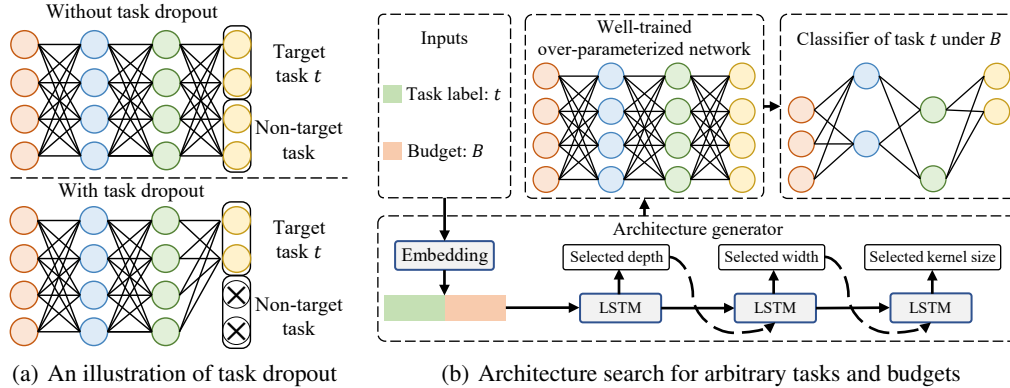 Without task dropout
Target
task t
Non-target
task
With task dropout
Target
task t
Non-target
task
(a) An illustration of task dropout
Inputs
Task label: t
Budget: B
Well-trained
over-parameterized network
Classifier of task t under B
Architecture generator
Embedding
Selected depth
Selected width
Selected kernel size
LSTM
LSTM
LSTM
(b) Architecture search for arbitrary tasks and budgets